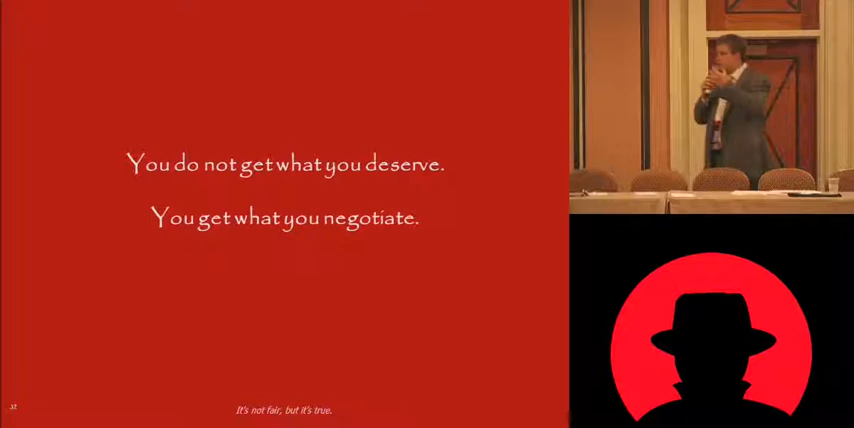 You do not get what you deserve.
You get what you negotiate.
It's not fair, but it's true.